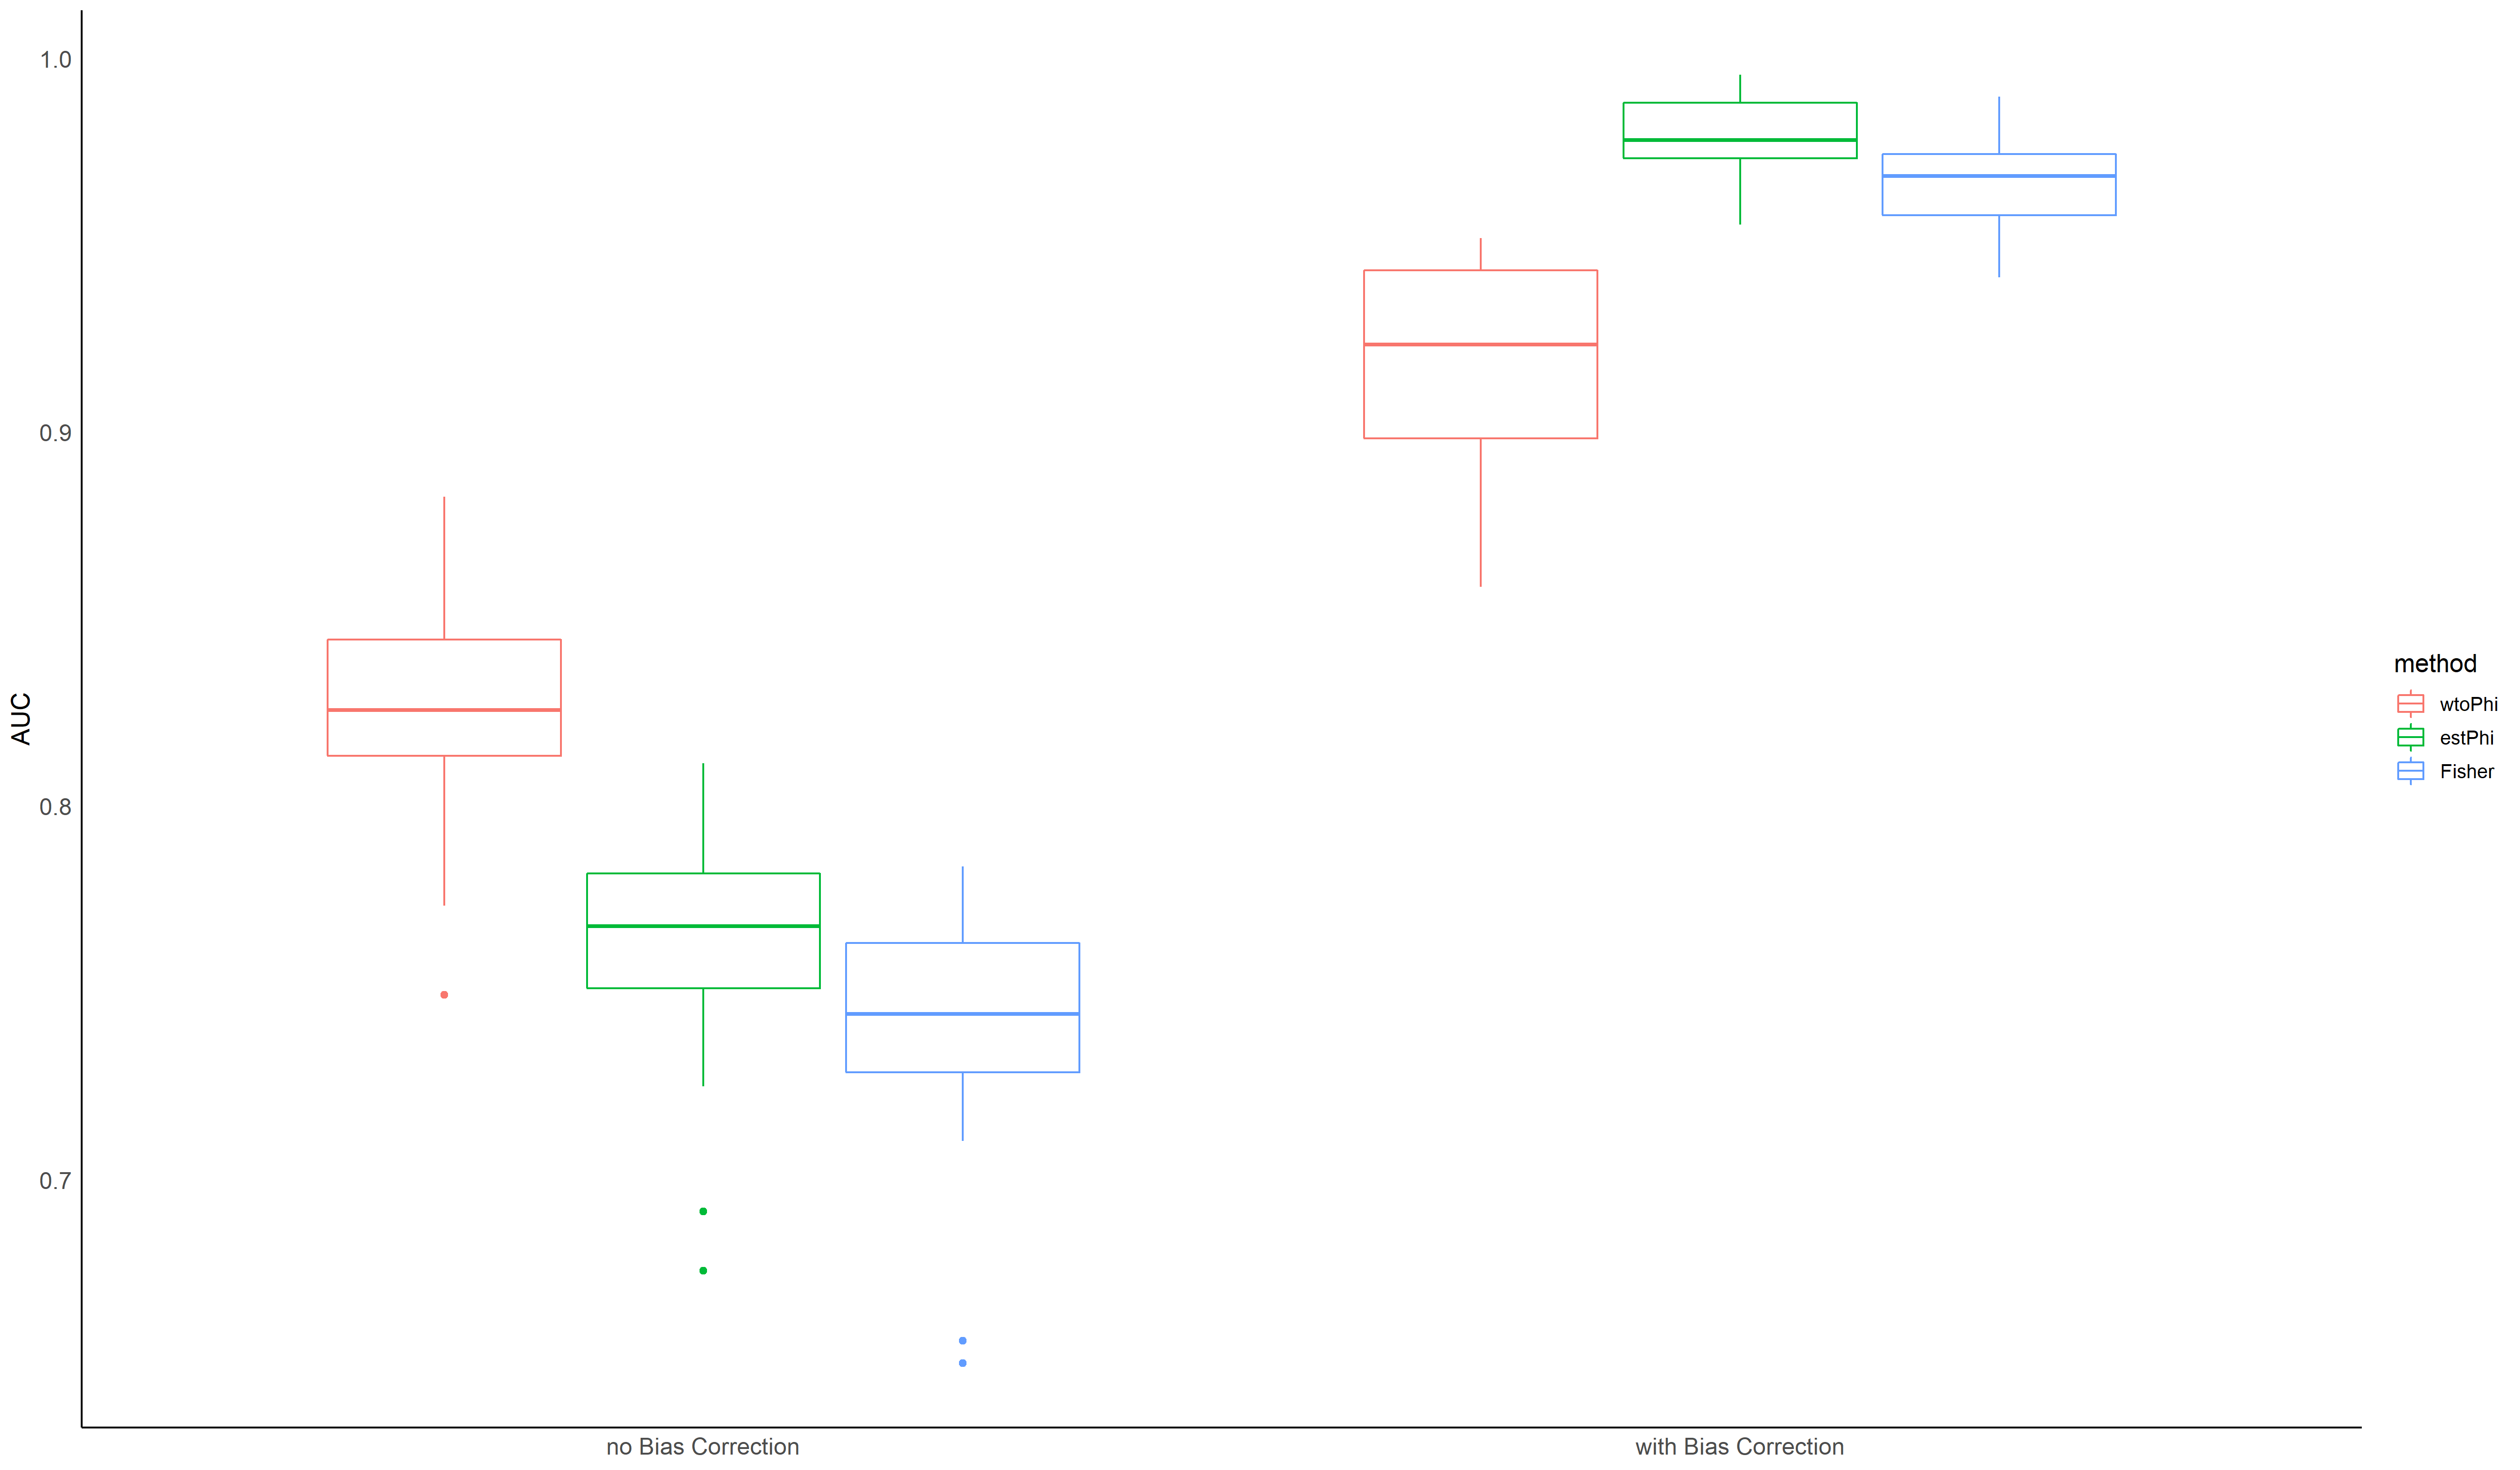 1.0
0.9
0.8
0.7
AUC
no Bias Correction
with Bias Correction
method
wtoPhi
estPhi
Fisher